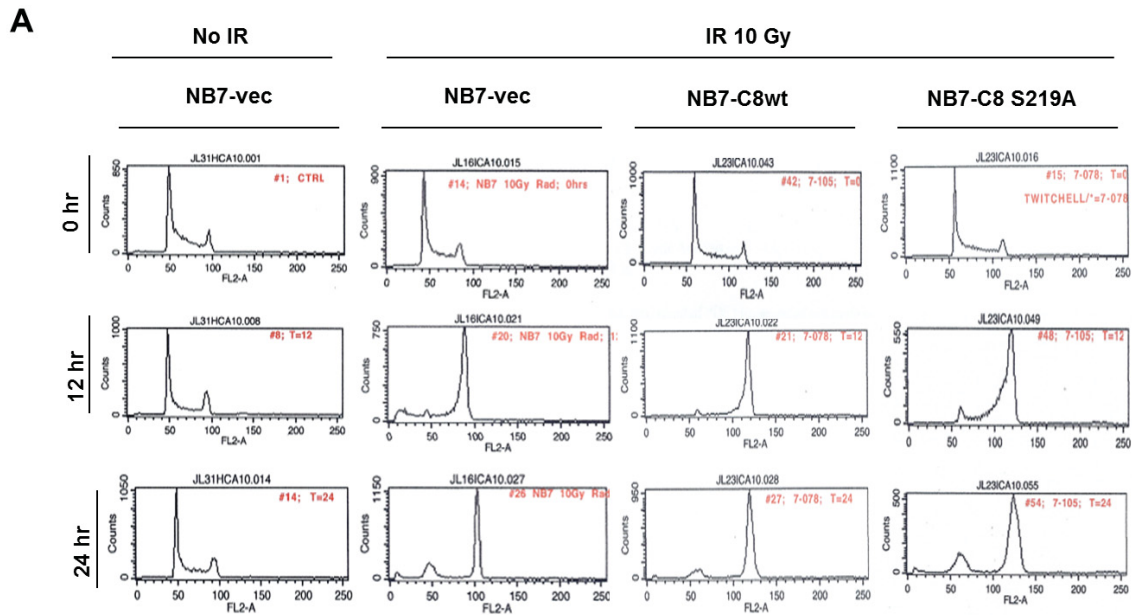 A
No IR
IR 10 Gy
NB7-vec
NB7-vec
NB7-C8wt
NB7-C8 S219A
0 hr
JL31HCA10.001
850
Counts
0
#1; CTRL
0 50 100 150 200 250
FL2-A
JL16ICA10.015
900
Counts
0
#14; NB7 10Gy Rad; 0hrs
0 50 100 150 200 250
FL2-A
JL23ICA10.043
1000
Counts
0
#42; 7-105; T=0
0 50 100 150 200 250
FL2-A
JL23ICA10.016
1100
Counts
0
#15; 7-078; T=0
TWITCHELL/*=7-078
0 50 100 150 200 250
FL2-A
12 hr
JL31HCA10.008
1000
Counts
0
#8; T=12
0 50 100 150 200 250
FL2-A
JL16ICA10.021
750
Counts
0
#20; NB7 10Gy Rad; 1
0 50 100 150 200 250
FL2-A
JL23ICA10.022
1100
Counts
0
#21; 7-078; T=12
0 50 100 150 200 250
FL2-A
JL23ICA10.049
550
Counts
0
#48; 7-105; T=12
0 50 100 150 200 250
FL2-A
24 hr
JL31HCA10.014
1050
Counts
0
#14; T=24
0 50 100 150 200 250
FL2-A
JL16ICA10.027
1150
Counts
0
#26 NB7 10Gy Rad
0 50 100 150 200 250
FL2-A
JL23ICA10.028
950
Counts
0
#27; 7-078; T=24
0 50 100 150 200 250
FL2-A
JL23ICA10.055
500
Counts
0
#54; 7-105; T=24
0 50 100 150 200 250
FL2-A